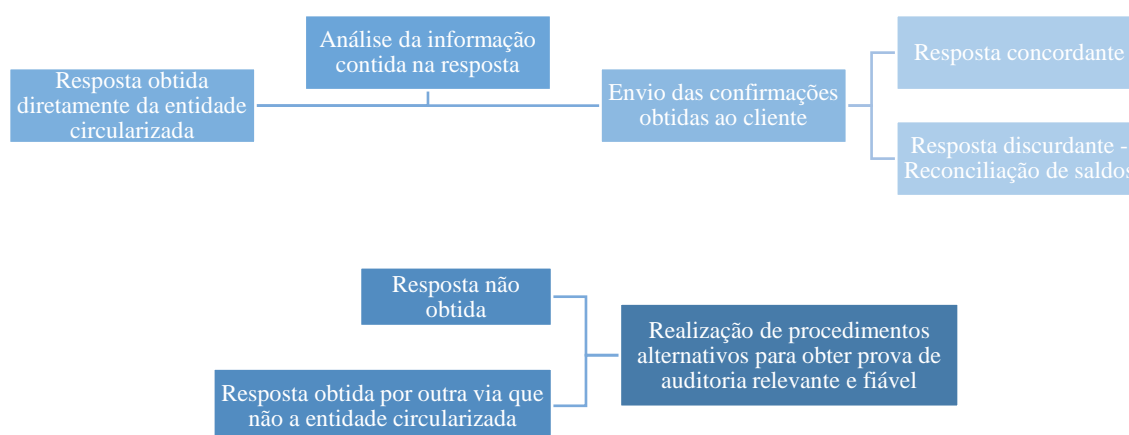 Análise da informação
contida na resposta
Resposta obtida
diretamente da entidade
circularizada
Envio das confirmações
obtidas ao cliente
Resposta concordante
Resposta discurdante -
Reconciliação de saldos
Resposta não
obtida
Resposta obtida por outra via que
não a entidade circularizada
Realização de procedimentos
alternativos para obter prova de
auditoria relevante e fiável